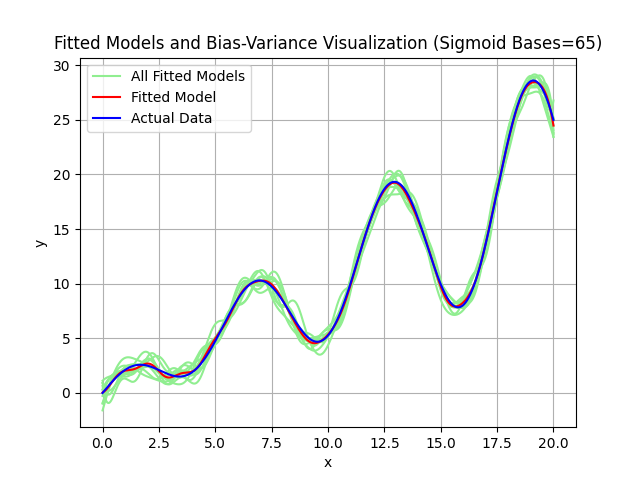 Fitted Models and Bias-Variance Visualization (Sigmoid Bases=65)
All Fitted Models
Fitted Model
Actual Data
y
30
25
20
15
10
5
0
0.0 2.5 5.0 7.5 10.0 12.5 15.0 17.5 20.0
x